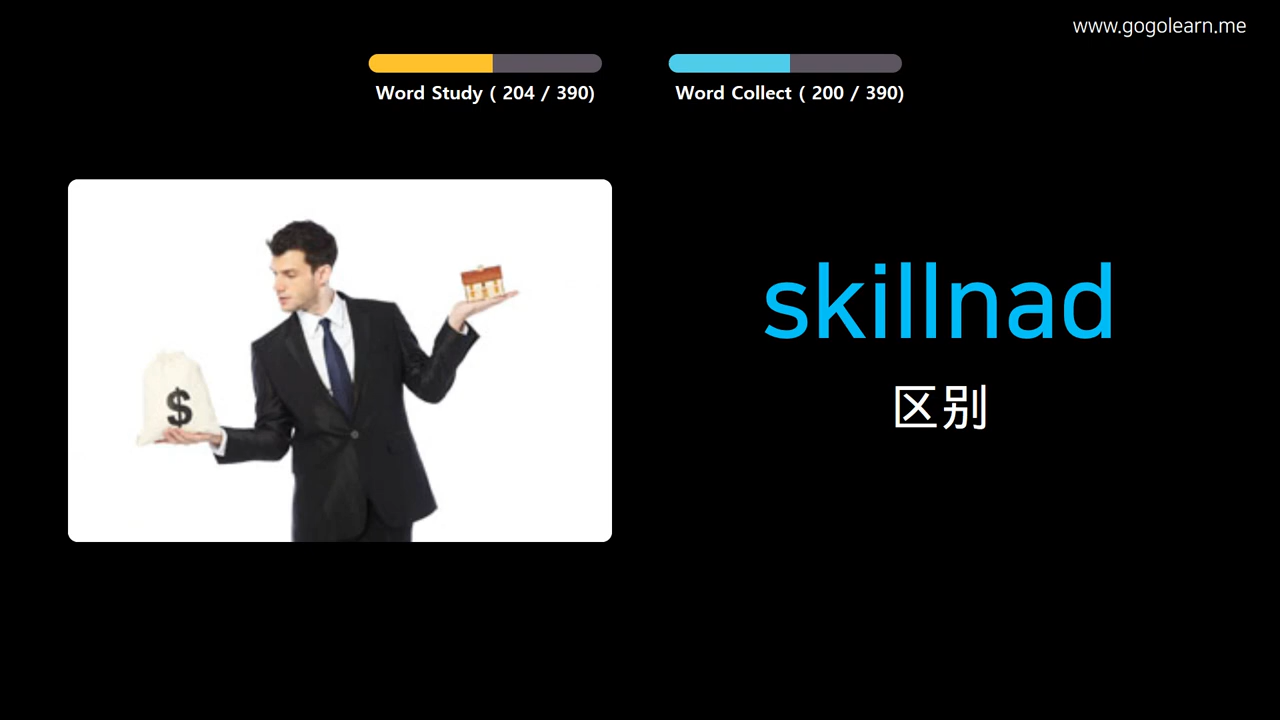 www.gogolearn.me
Word Study ( 204 / 390)
Word Collect ( 200 / 390)
$
skillnad
区别